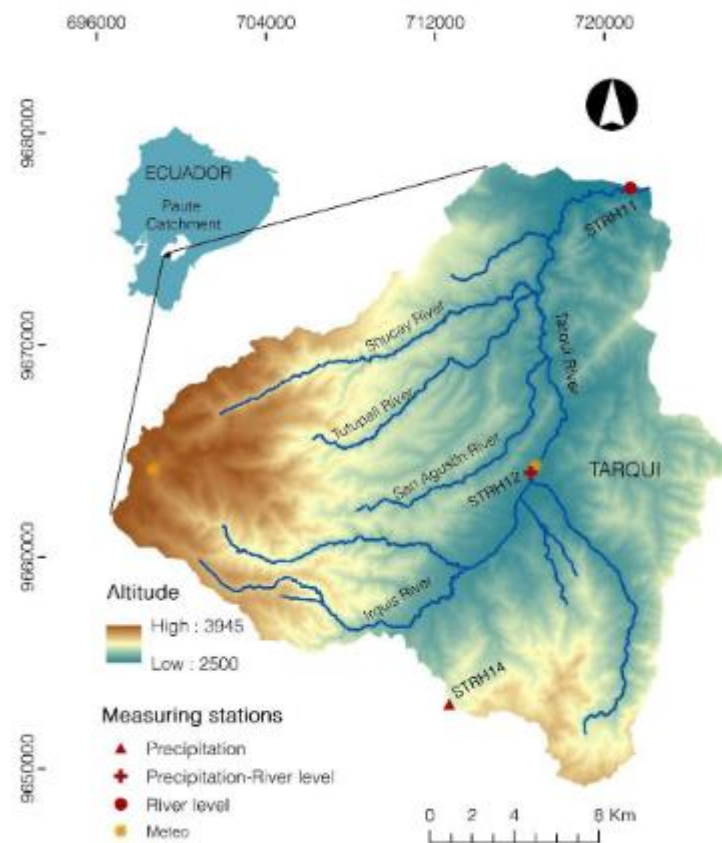 696000
704000
712000
720000
9680000
9670000
9660000
9650000
ECUADOR
Paute
Catchment
STRH11
Shucay River
Tarqui River
Tutupali River
San Agustín River
STRH12
TARQUI
Irquis River
STRH14
Altitude
High : 3945
Low : 2500
Measuring stations
Precipitation
Precipitation-River level
River level
Meteo
0 2 4 8 Km